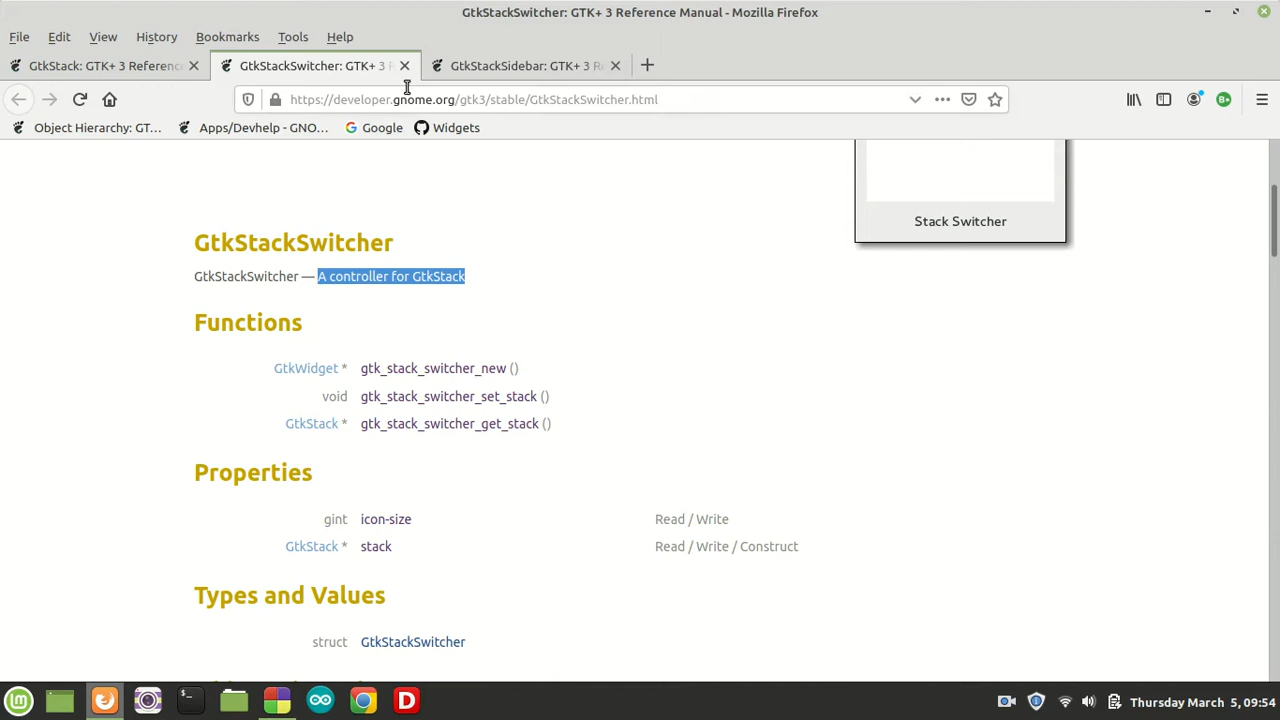 GtkStackSwitcher: GTK+ 3 Reference Manual - Mozilla Firefox
File Edit View History Bookmarks Tools Help
GtkStack: GTK+ 3 Reference GtkStackSwitcher: GTK+ 3 GtkStackSidebar: GTK+ 3
https://developer.gnome.org/gtk3/stable/GtkStackSwitcher.html
Object Hierarchy: GT... Apps/Devhelp - GNO... Google Widgets
Stack Switcher
GtkStackSwitcher
GtkStackSwitcher — A controller for GtkStack
Functions
GtkWidget * gtk_stack_switcher_new ()
void gtk_stack_switcher_set_stack ()
GtkStack * gtk_stack_switcher_get_stack ()
Properties
gint icon-size Read / Write
GtkStack * stack Read / Write / Construct
Types and Values
struct GtkStackSwitcher
Thursday March 5, 09:54